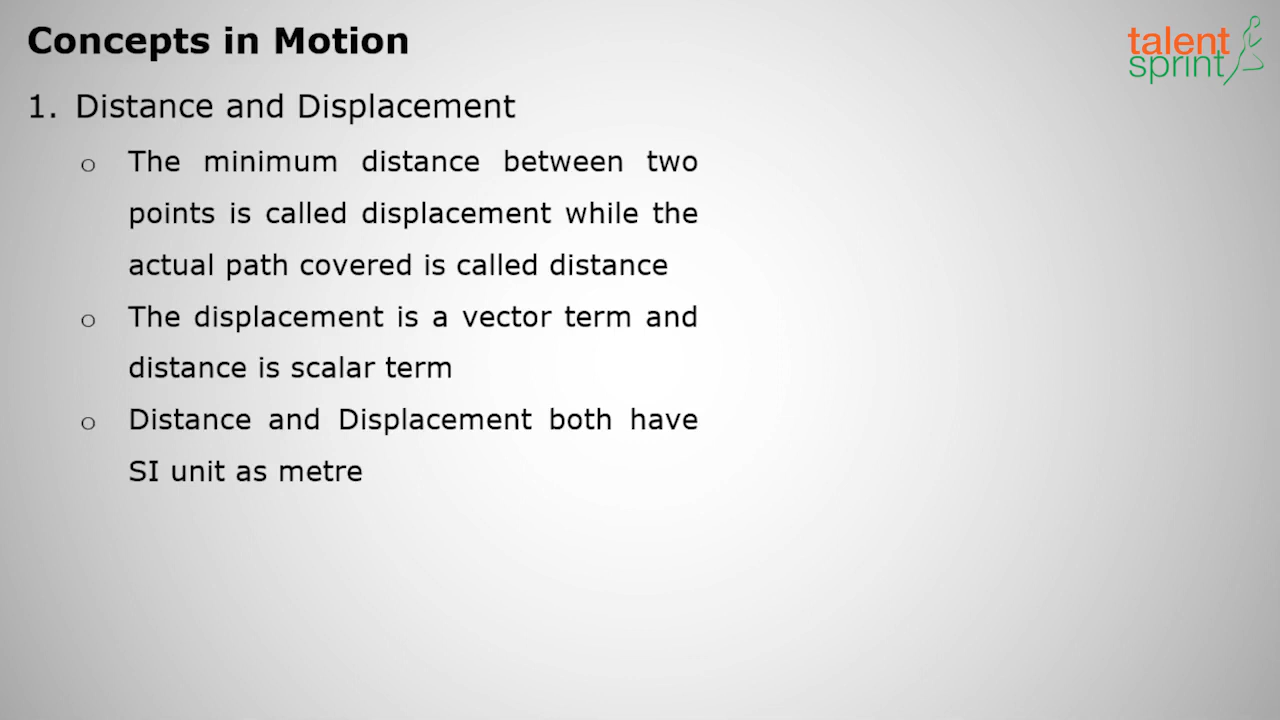 Concepts in Motion
talent
sprint
1. Distance and Displacement
o The minimum distance between two
points is called displacement while the
actual path covered is called distance
o The displacement is a vector term and
distance is scalar term
o Distance and Displacement both have
SI unit as metre